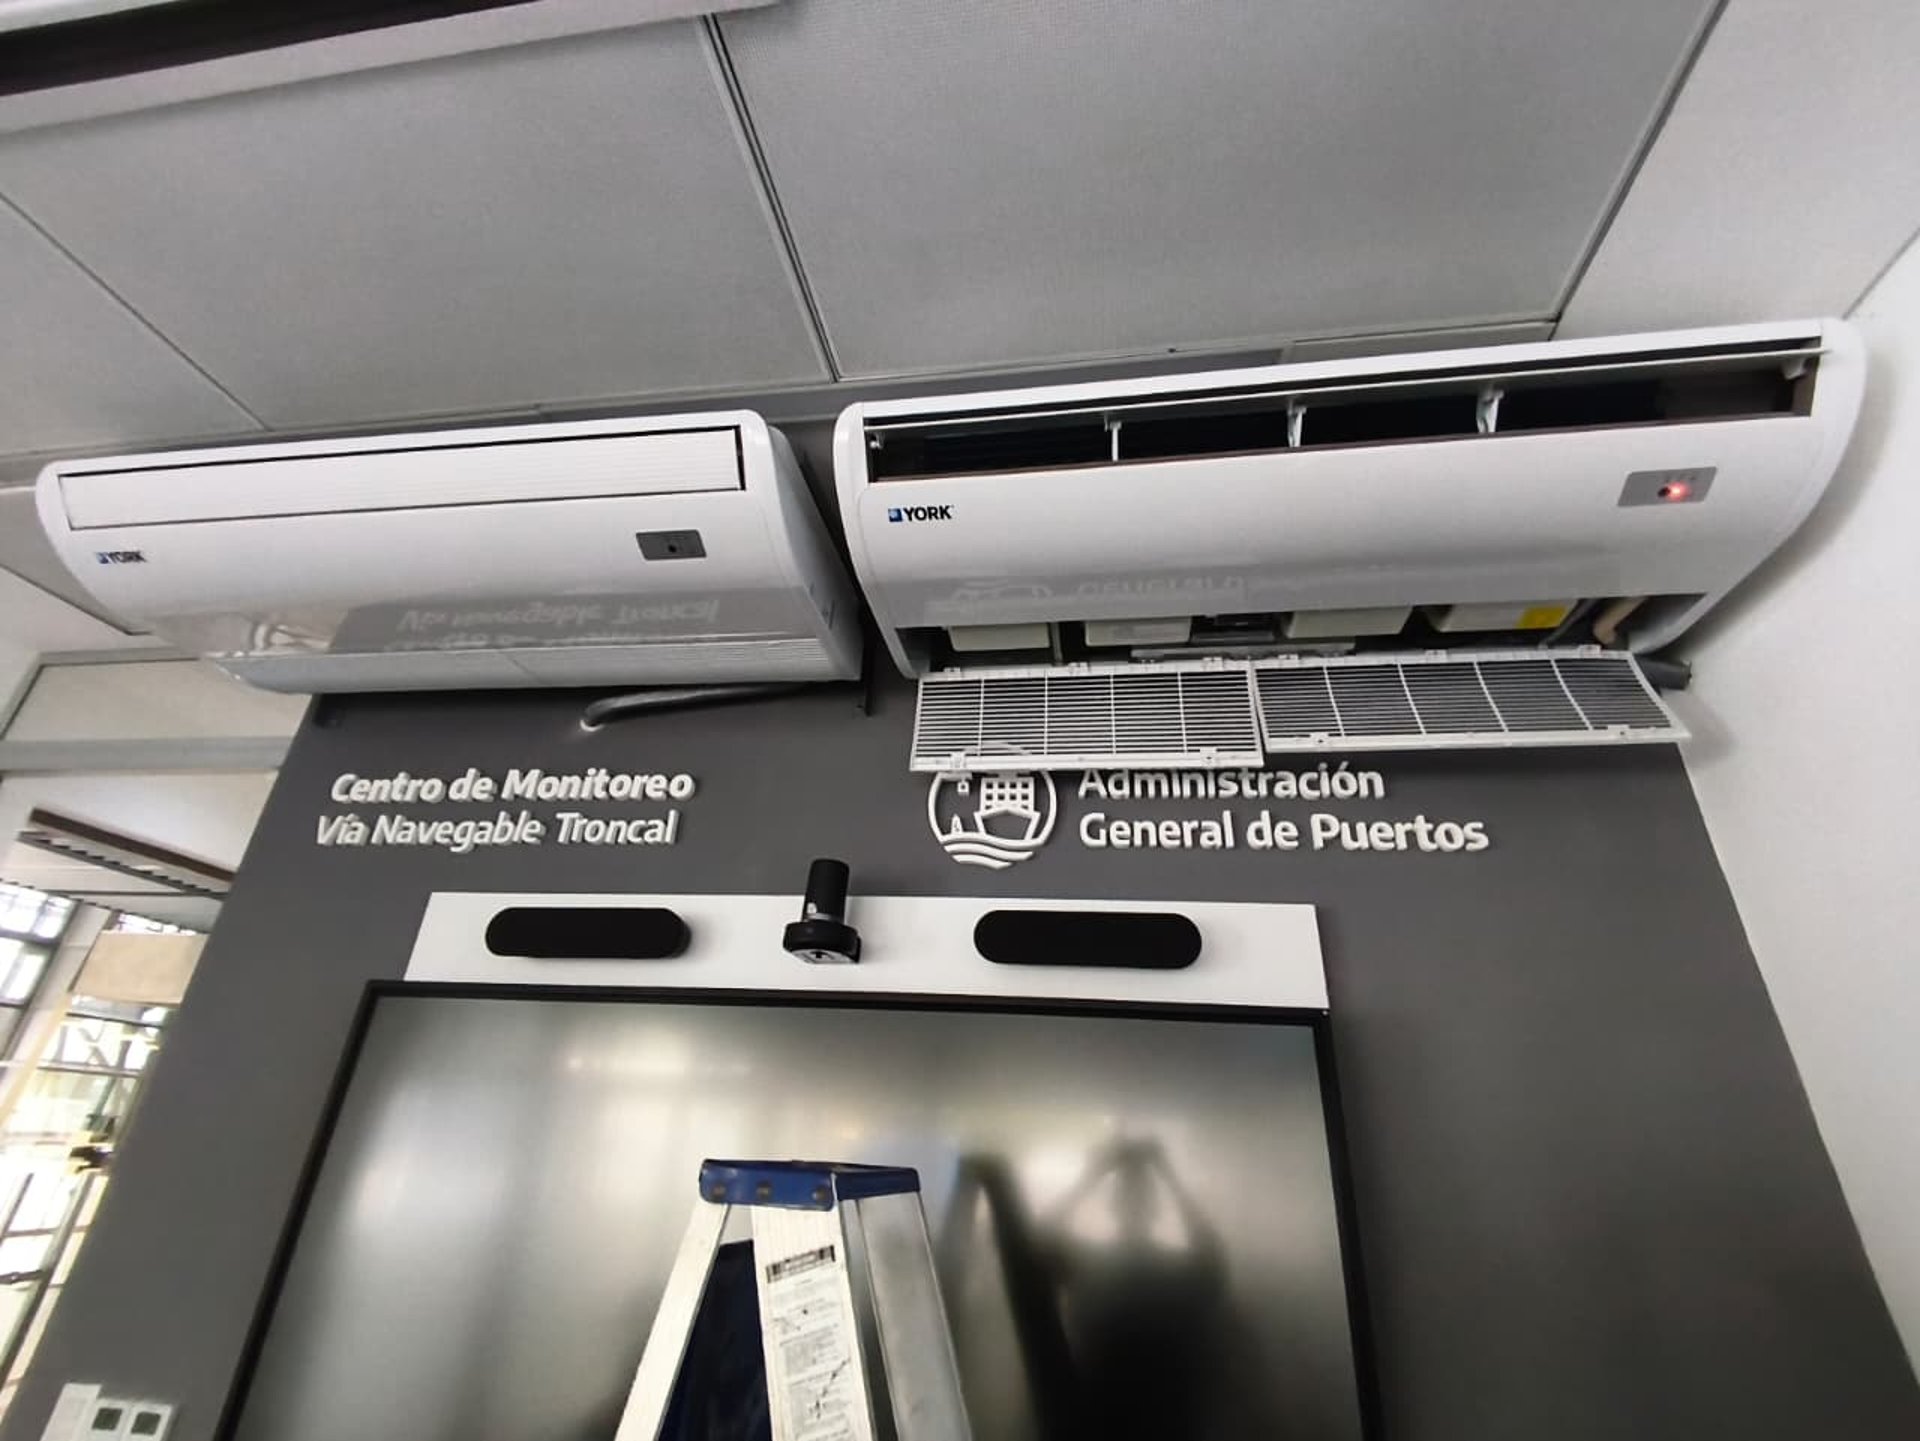 YORK
YORK
Centro de Monitoreo
Vía Navegable Troncal
Administración
General de Puertos